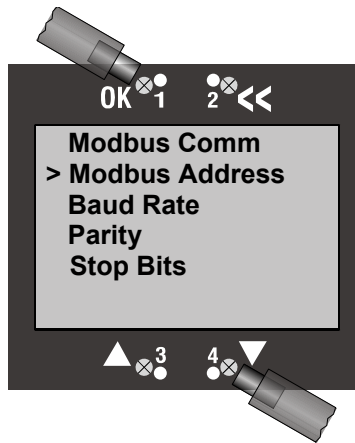 OK 1 2 <<
Modbus Comm
> Modbus Address
Baud Rate
Parity
Stop Bits
3 4